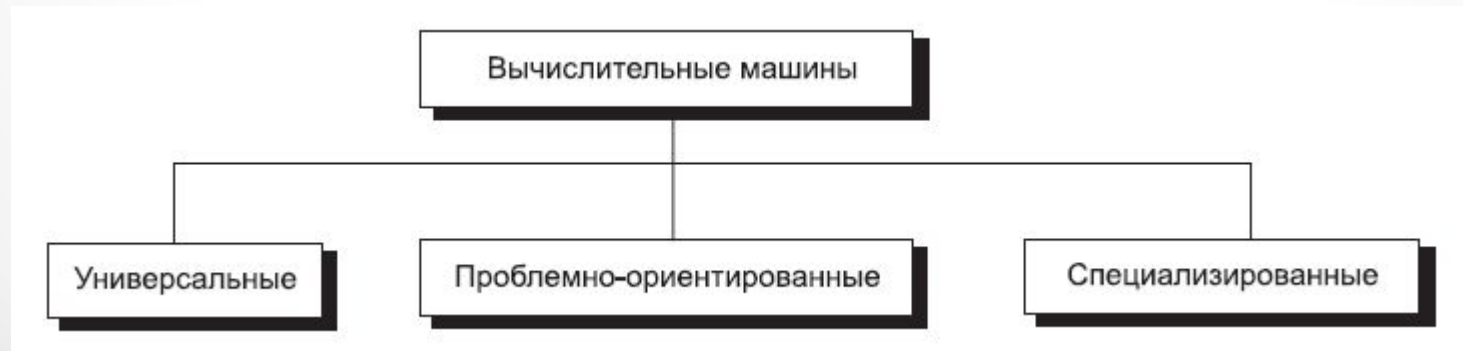 Вычислительные машины
Универсальные
Проблемно-ориентированные
Специализированные